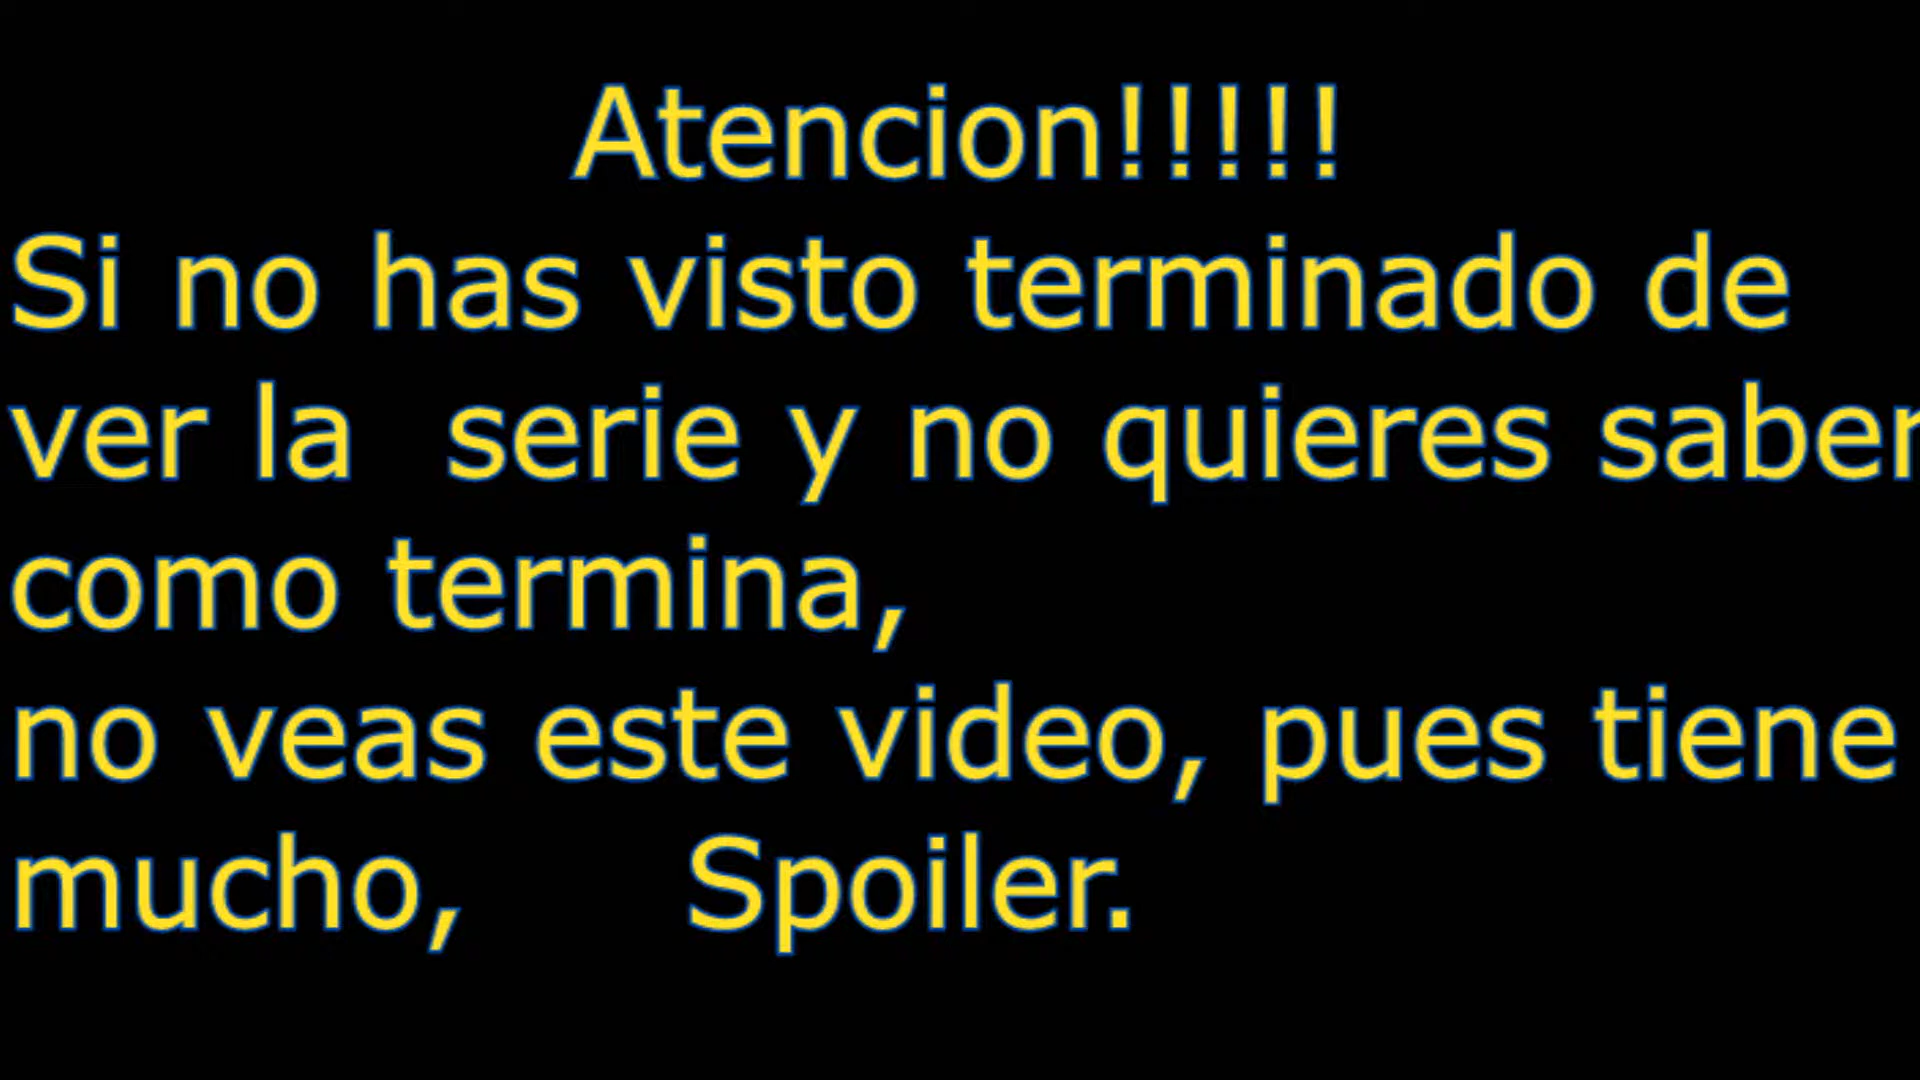 Atencion!!!!!
Si no has visto terminado de
ver la  serie y no quieres saber
como termina,
no veas este video, pues tiene
mucho,    Spoiler.